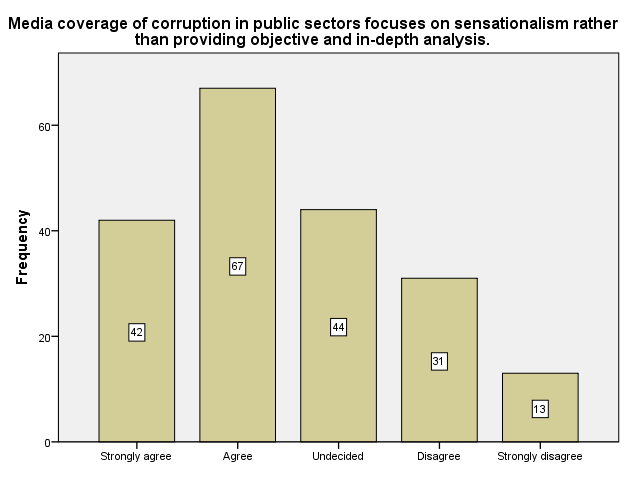 Media coverage of corruption in public sectors focuses on sensationalism rather
than providing objective and in-depth analysis.
Frequency
60
40
20
0
42
67
44
31
13
Strongly agree
Agree
Undecided
Disagree
Strongly disagree